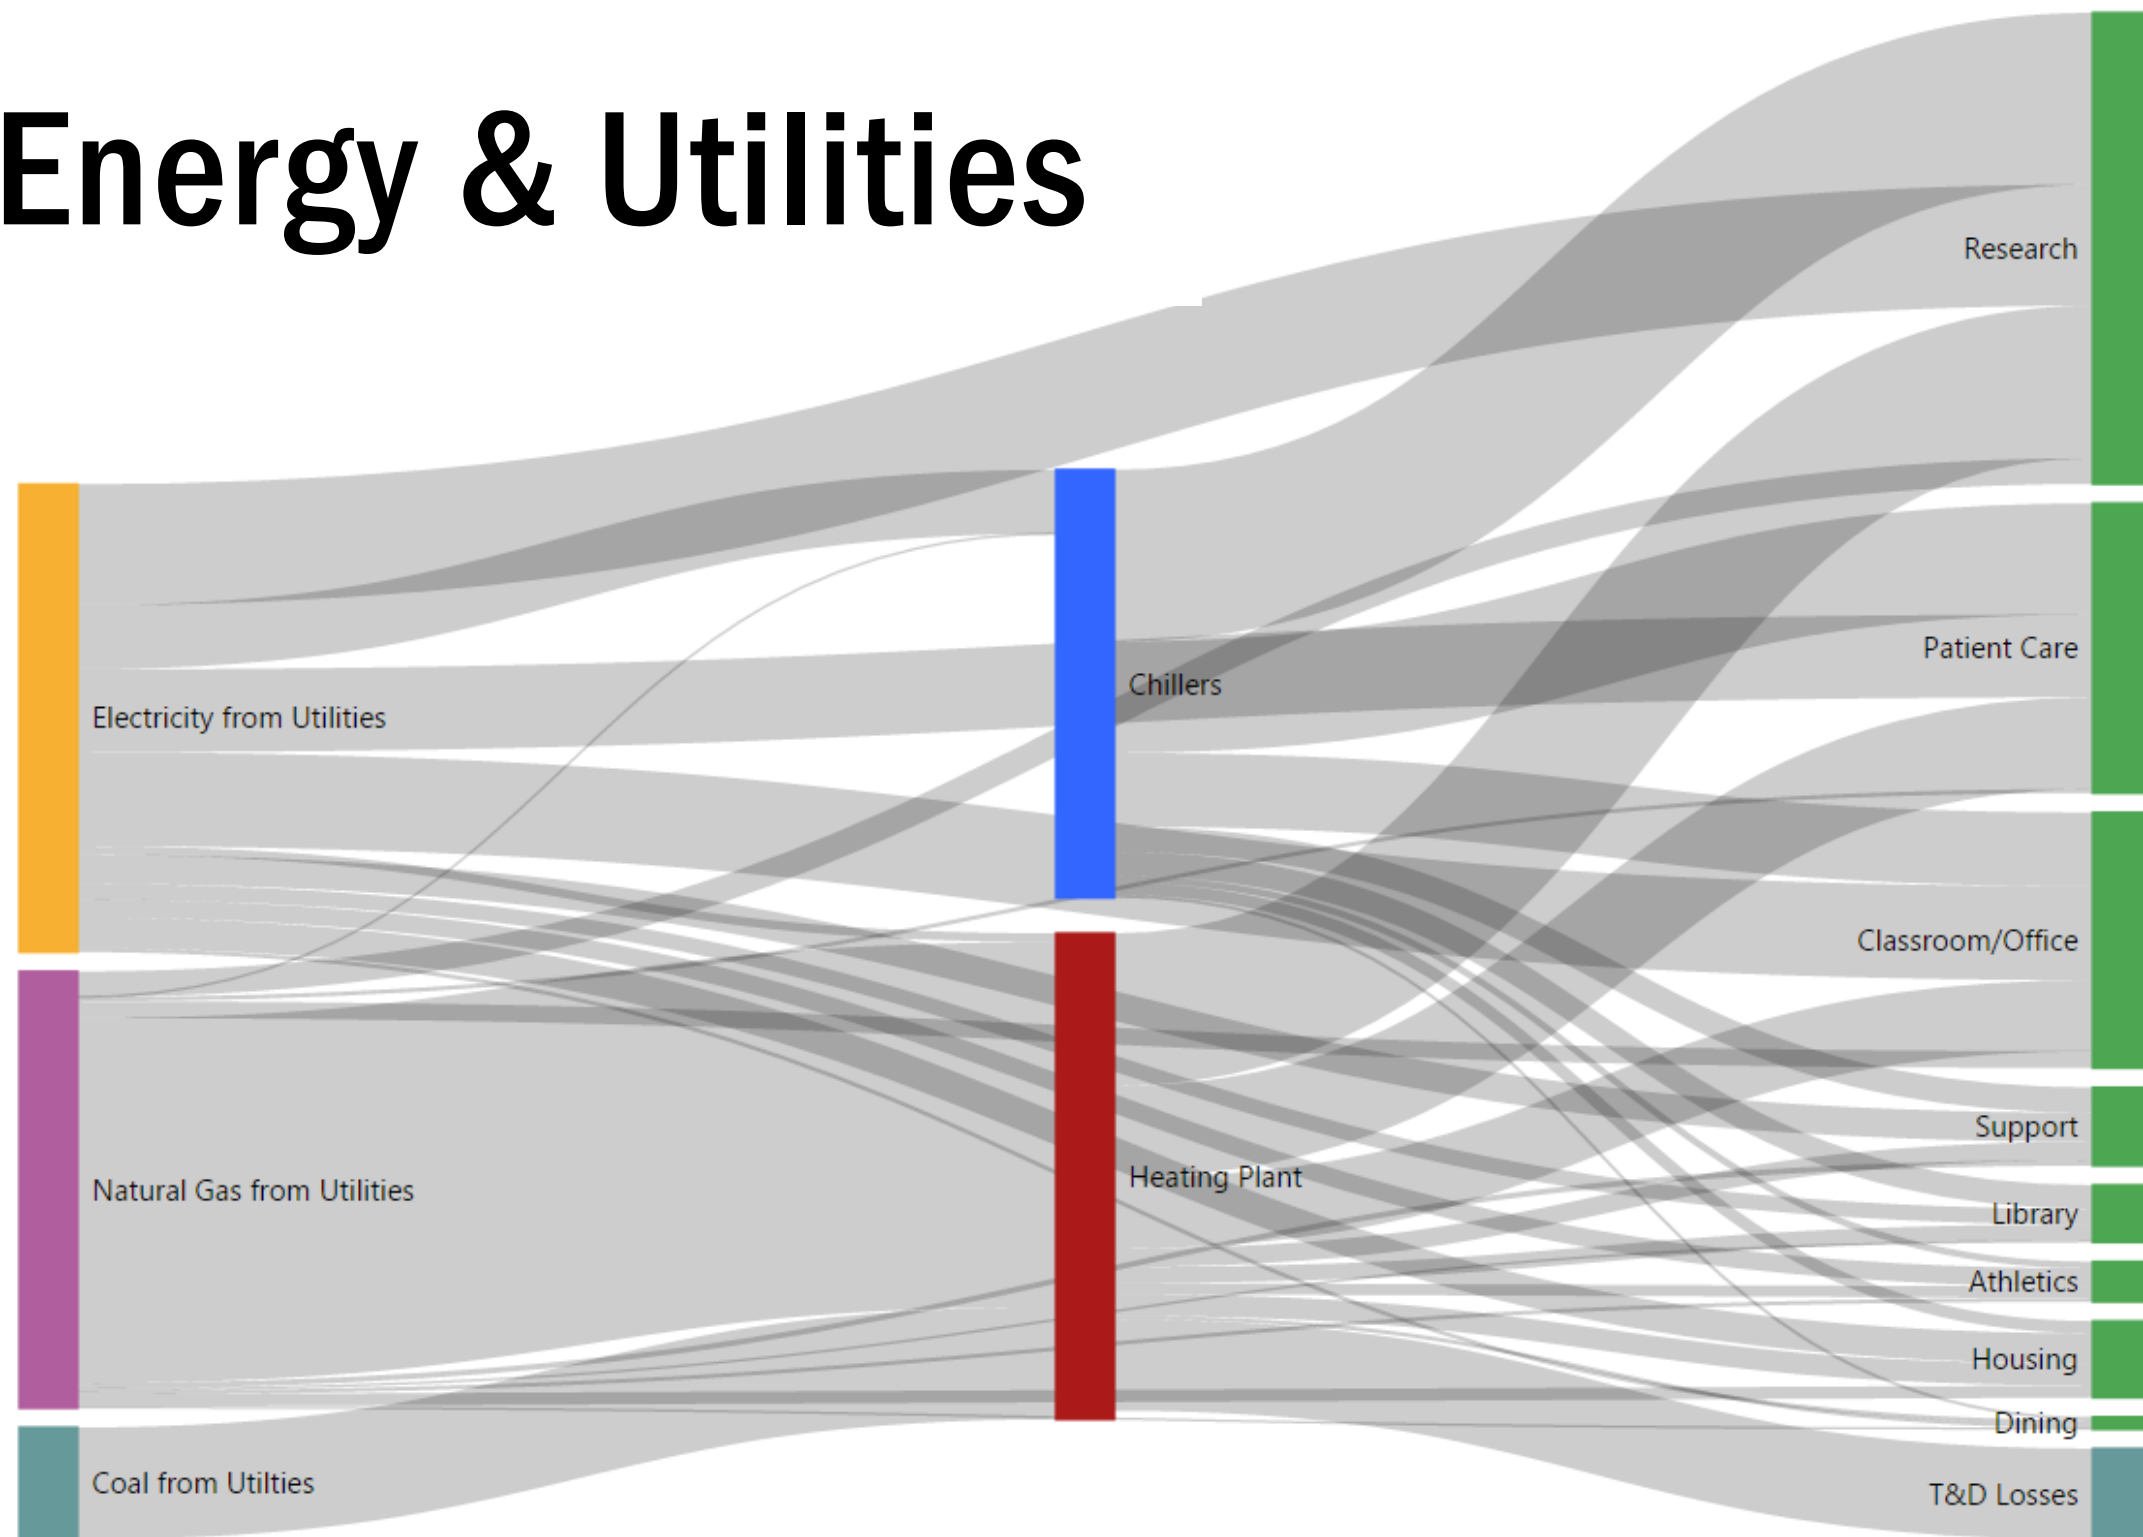 Energy & Utilities
Research
Patient Care
Chillers
Electricity from Utilities
Classroom/Office
Support
Heating Plant
Natural Gas from Utilities
Library
Athletics
Housing
Dining
Coal from Utilties
T&D Losses